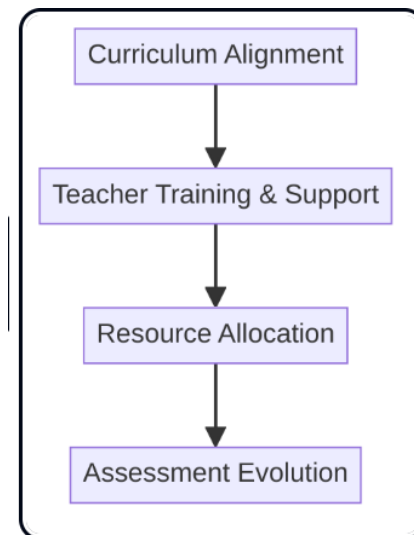 Curriculum Alignment
Teacher Training & Support
Resource Allocation
Assessment Evolution